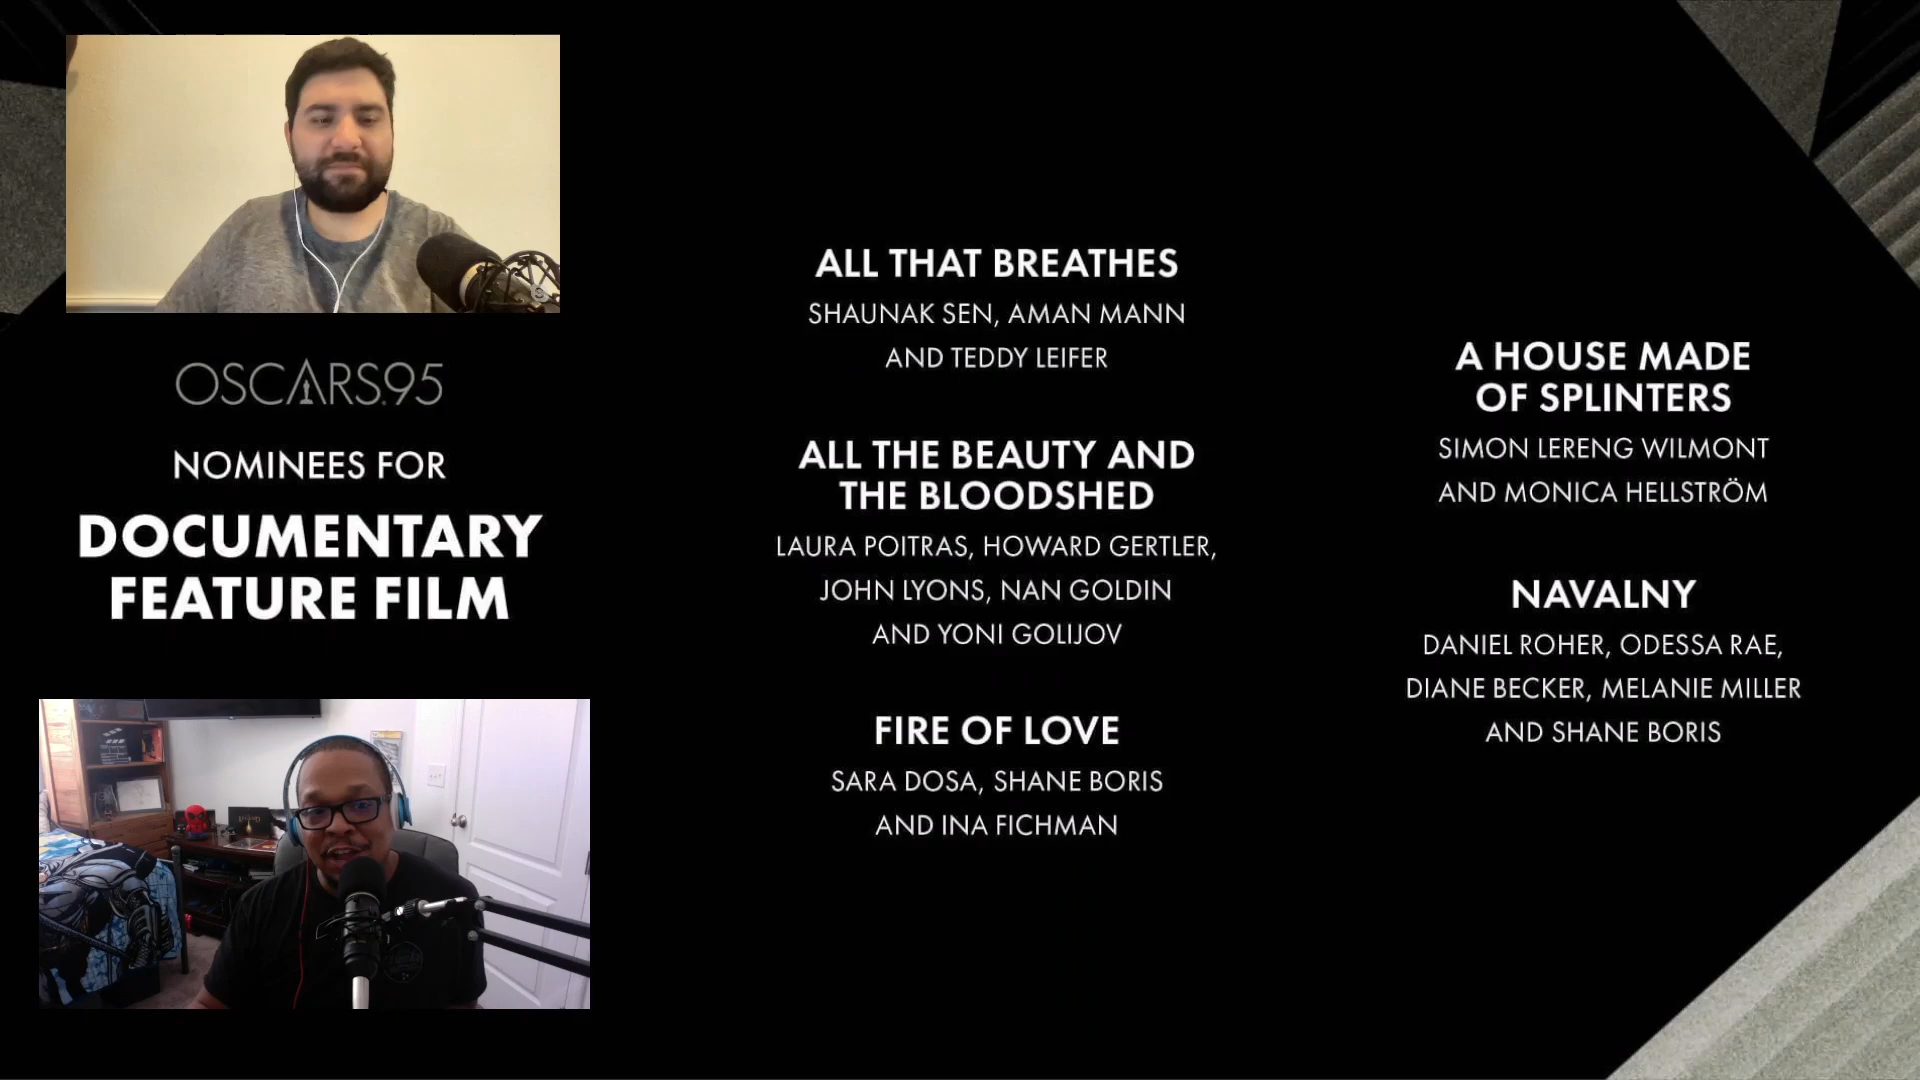 OSCARS.95
NOMINEES FOR
DOCUMENTARY
FEATURE FILM
ALL THAT BREATHES
SHAUNAK SEN, AMAN MANN
AND TEDDY LEIFER
ALL THE BEAUTY AND
THE BLOODSHED
LAURA POITRAS, HOWARD GERTLER,
JOHN LYONS, NAN GOLDIN
AND YONI GOLIJOV
FIRE OF LOVE
SARA DOSA, SHANE BORIS
AND INA FICHMAN
A HOUSE MADE
OF SPLINTERS
SIMON LERENG WILMONT
AND MONICA HELLSTRÖM
NAVALNY
DANIEL ROHER, ODESSA RAE,
DIANE BECKER, MELANIE MILLER
AND SHANE BORIS